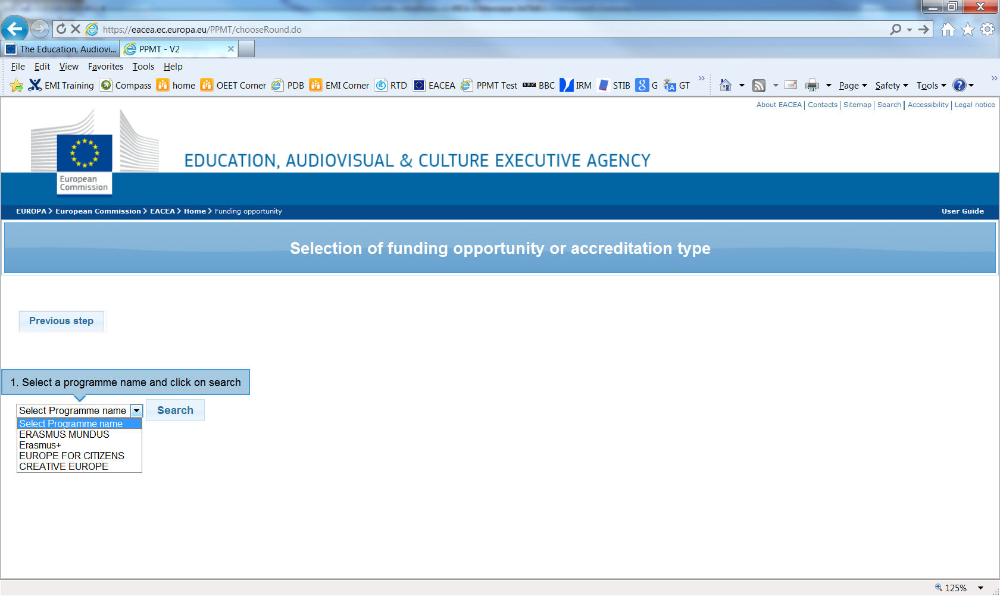 https://eacea.ec.europa.eu/PPMT/chooseRound.do
The Education, Audiovi... PPMT - V2
File Edit View Favorites Tools Help
EMI Training Compass home OEET Corner PDB EMI Corner RTD EACEA PPMT Test BBC BBC IRM STIB G GT Page Safety Tools
About EACEA | Contacts | Sitemap | Search | Accessibility | Legal notice
EDUCATION, AUDIOVISUAL & CULTURE EXECUTIVE AGENCY
European
Commission
EUROPA > European Commission > EACEA > Home > Funding opportunity User Guide
Selection of funding opportunity or accreditation type
Previous step
1. Select a programme name and click on search
Select Programme name Search
Select Programme name
ERASMUS MUNDUS
Erasmus+
EUROPE FOR CITIZENS
CREATIVE EUROPE
125%